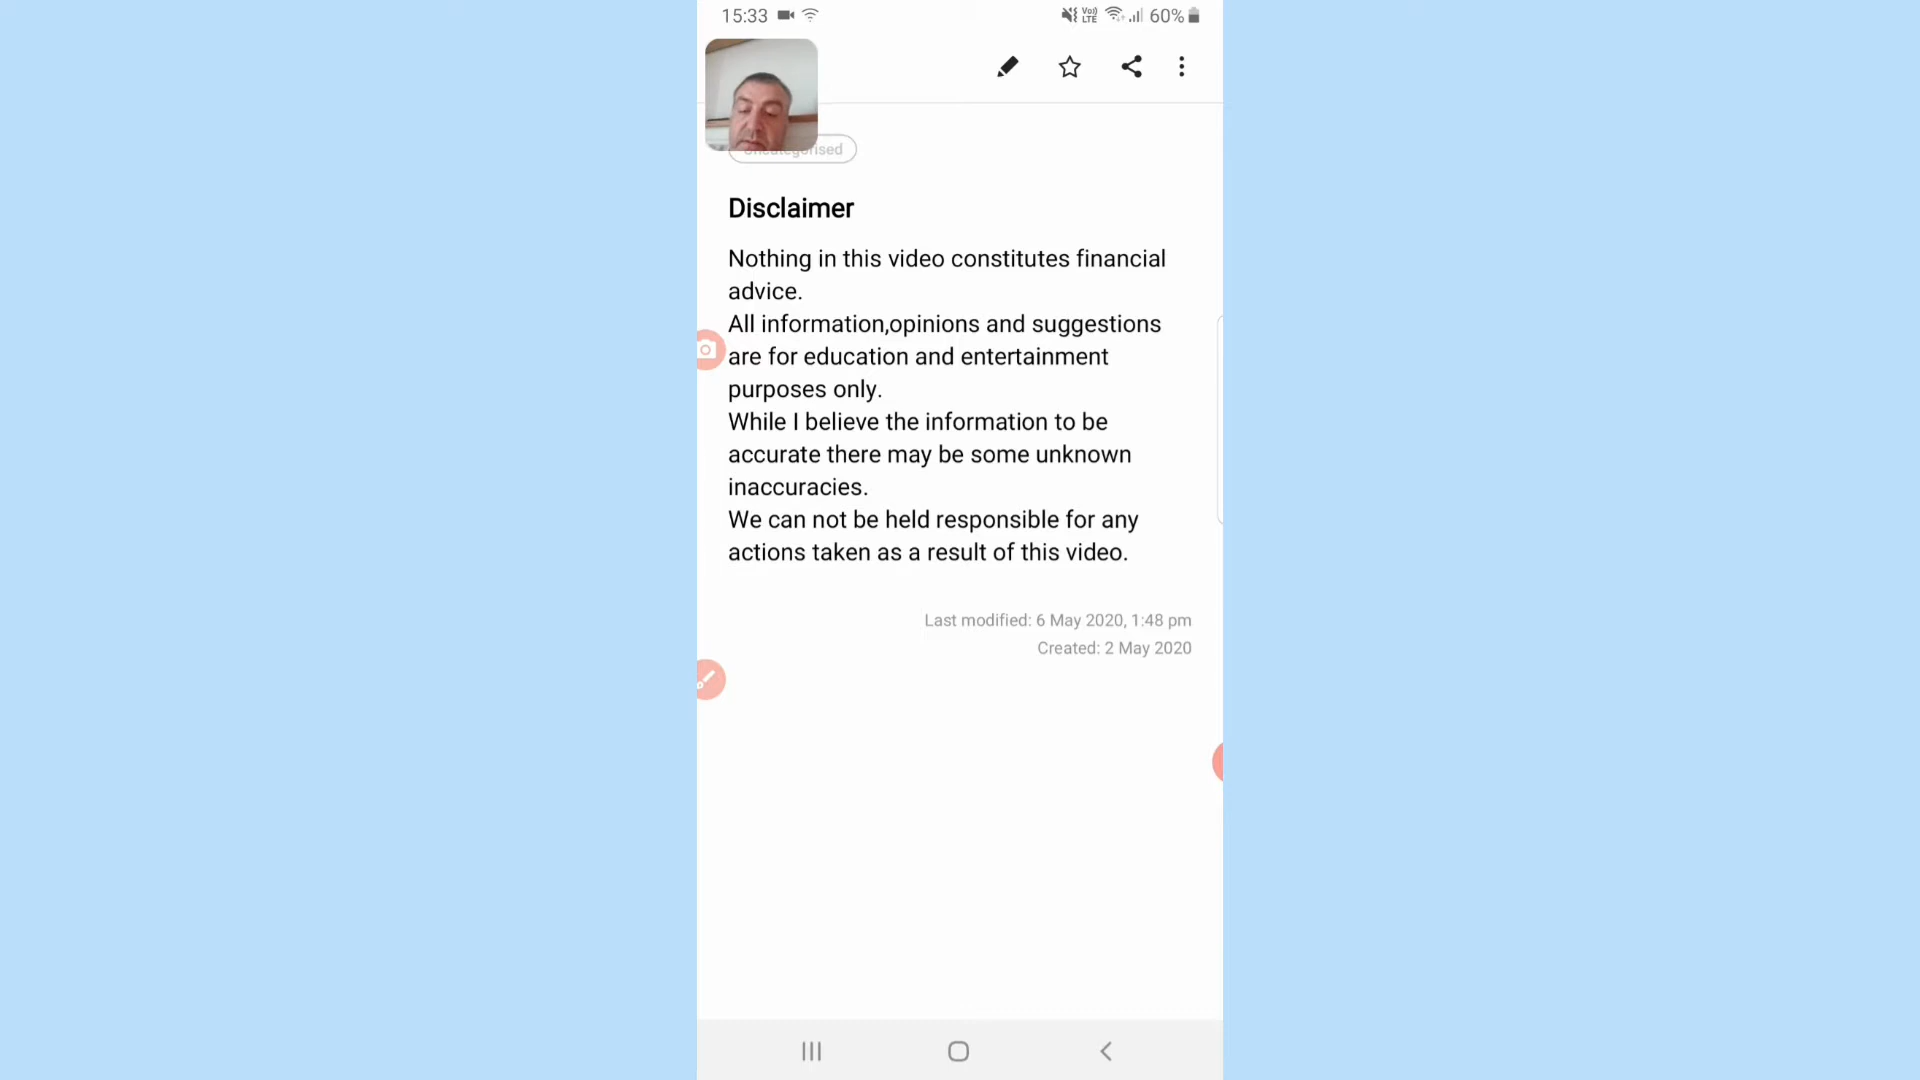 15:33
Vo)) LTE 60%
Uncategorised
Disclaimer
Nothing in this video constitutes financial
advice.
All information,opinions and suggestions
are for education and entertainment
purposes only.
While I believe the information to be
accurate there may be some unknown
inaccuracies.
We can not be held responsible for any
actions taken as a result of this video.
Last modified: 6 May 2020, 1:48 pm
Created: 2 May 2020